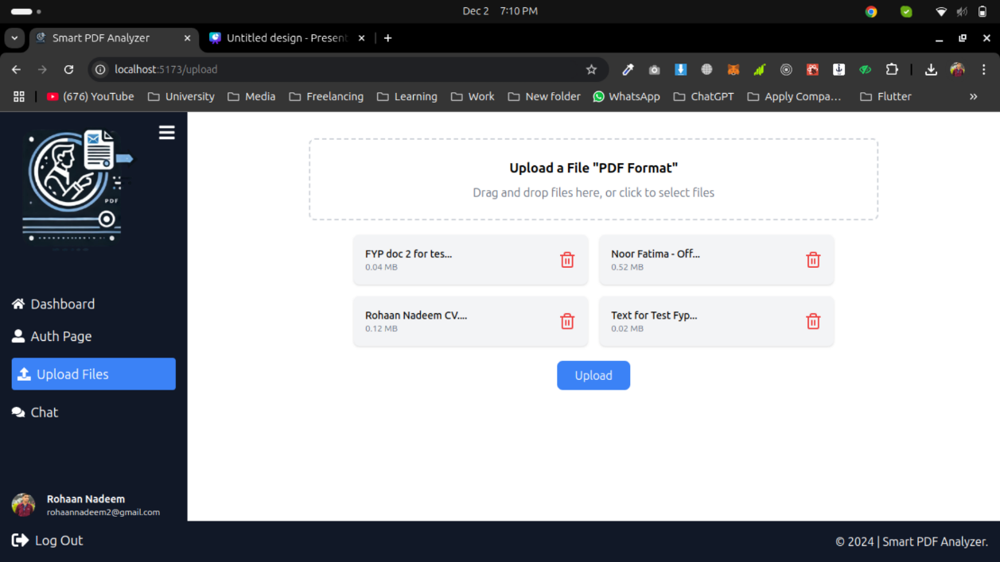 Dec 2 7:10 PM
Smart PDF Analyzer
Untitled design - Present
localhost:5173/upload
(676) YouTube
University
Media
Freelancing
Learning
Work
New folder
WhatsApp
ChatGPT
Apply Compa...
Flutter
PDF
Dashboard
Auth Page
Upload Files
Chat
Rohaan Nadeem
rohaannadeem2@gmail.com
Log Out
Upload a File "PDF Format"
Drag and drop files here, or click to select files
FYP doc 2 for tes...
0.04 MB
Noor Fatima - Off...
0.52 MB
Rohaan Nadeem CV....
0.12 MB
Text for Test Fyp...
0.02 MB
Upload
© 2024 | Smart PDF Analyzer.